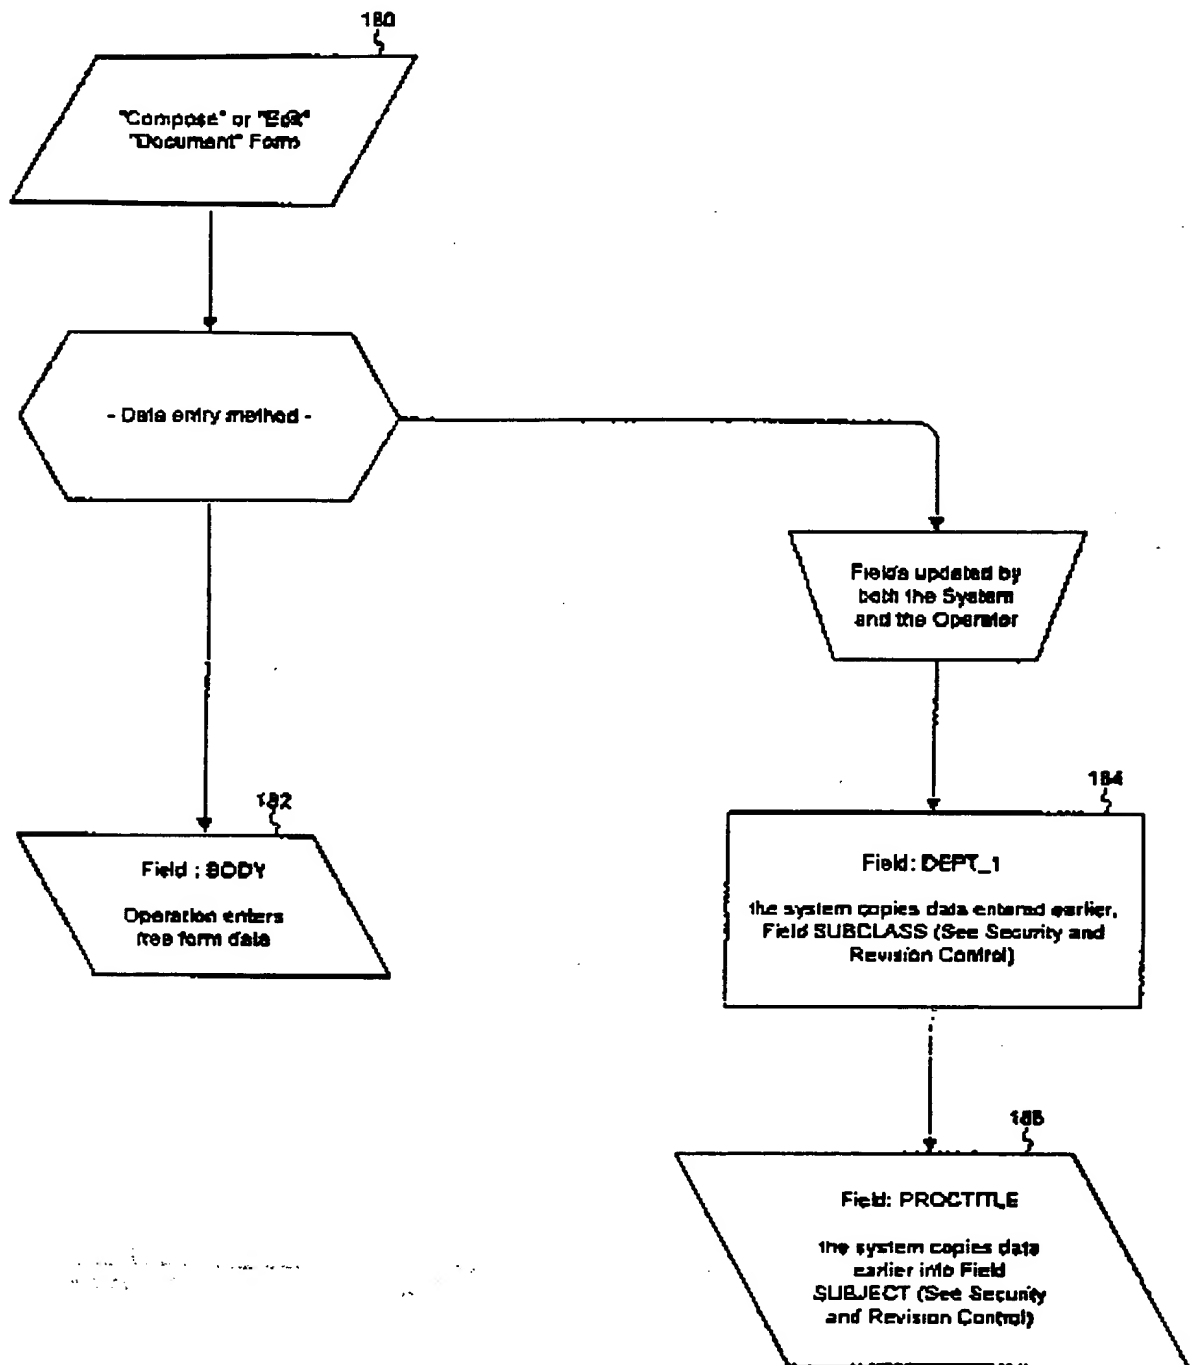 180
"Compose" or "Edit"
"Document" Form
- Data entry method -
Fields updated by
both the System
and the Operator
182
Field : BODY
Operation enters
free form data
184
Field: DEPT_1
the system copies data entered earlier,
Field SUBCLASS (See Security and
Revision Control)
Field: PROCTITLE
the system copies data
earlier into Field
SUBJECT (See Security
and Revision Control)